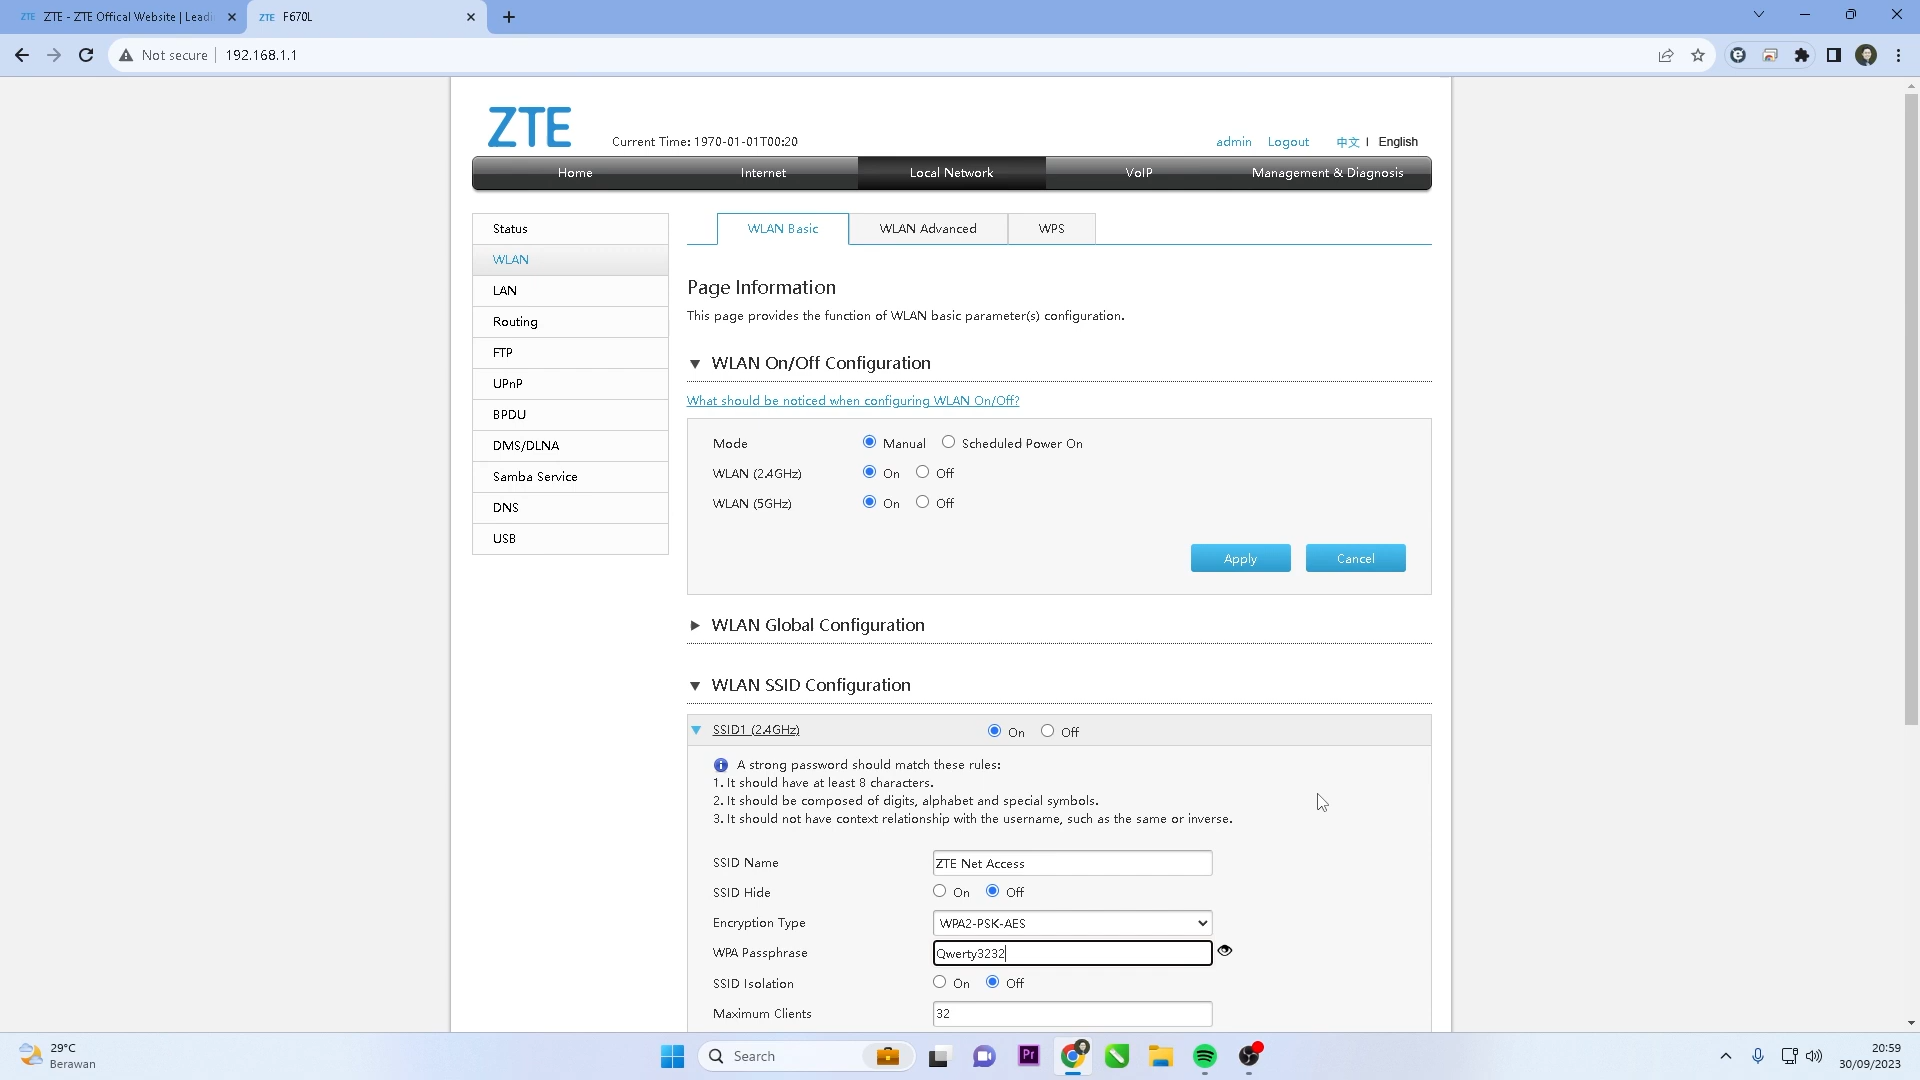 ZTE - ZTE Offical Website | Leadi
ZTE F670L
Not secure
192.168.1.1
ZTE
Current Time: 1970-01-01T00:20
admin
Logout
中文 | English
Home
Internet
Local Network
VoIP
Management & Diagnosis
Status
WLAN
LAN
Routing
FTP
UPnP
BPDU
DMS/DLNA
Samba Service
DNS
USB
WLAN Basic
WLAN Advanced
WPS
Page Information
This page provides the function of WLAN basic parameter(s) configuration.
WLAN On/Off Configuration
What should be noticed when configuring WLAN On/Off?
Mode Manual Scheduled Power On
WLAN (2.4GHz) On Off
WLAN (5GHz) On Off
Apply
Cancel
WLAN Global Configuration
WLAN SSID Configuration
SSID1 (2.4GHz) On Off
A strong password should match these rules:
1. It should have at least 8 characters.
2. It should be composed of digits, alphabet and special symbols.
3. It should not have context relationship with the username, such as the same or inverse.
SSID Name ZTE Net Access
SSID Hide On Off
Encryption Type WPA2-PSK-AES
WPA Passphrase Qwerty3232
SSID Isolation On Off
Maximum Clients 32
29°C
Berawan
Search
Pr
20:59
30/09/2023